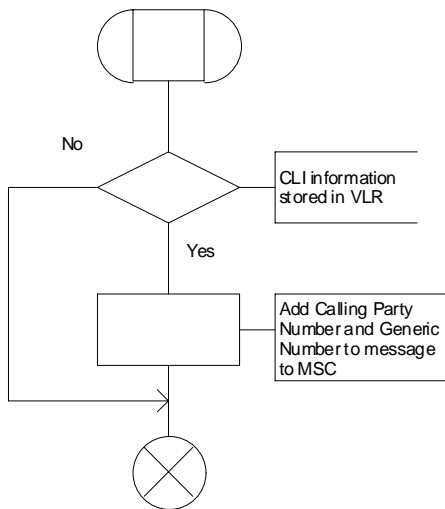 No
CLI information
stored in VLR
Yes
Add Calling Party
Number and Generic
Number to message
to MSC